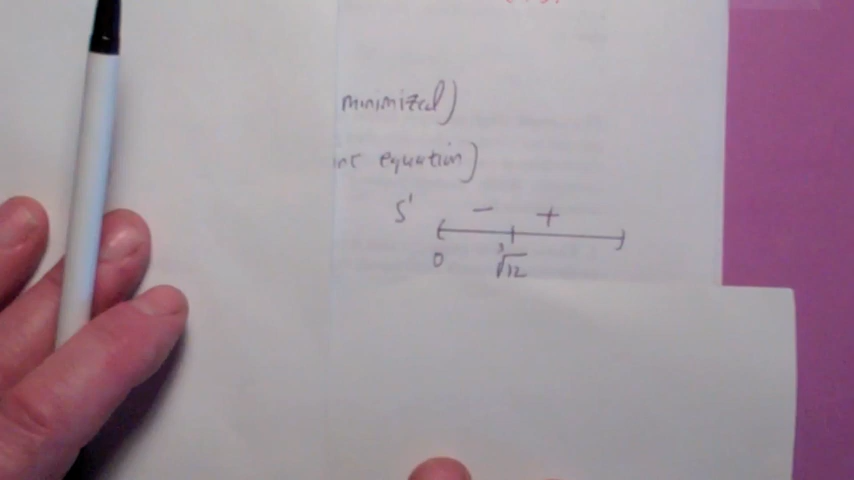 minimized)
equation)
S' - +
0 ∛12